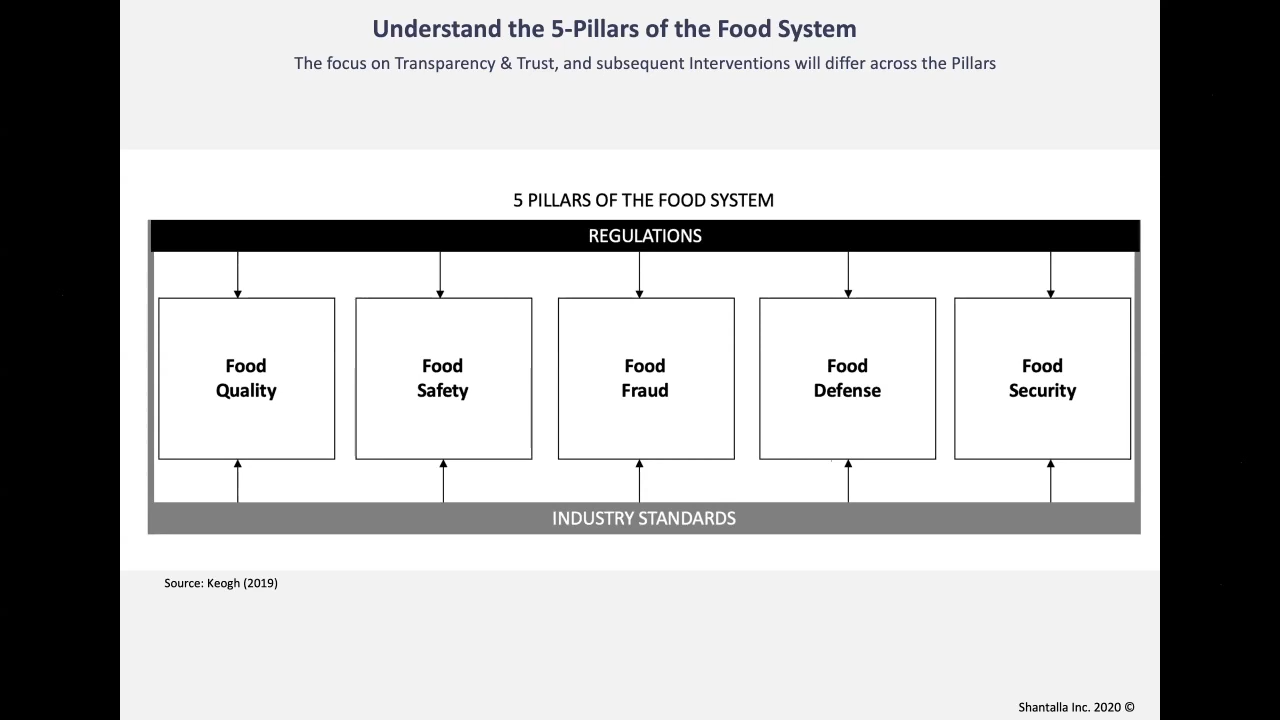 Understand the 5-Pillars of the Food System
The focus on Transparency & Trust, and subsequent Interventions will differ across the Pillars
5 PILLARS OF THE FOOD SYSTEM
REGULATIONS
Food
Quality
Food
Safety
Food
Fraud
Food
Defense
Food
Security
INDUSTRY STANDARDS
Source: Keogh (2019)
Shantalla Inc. 2020 ©